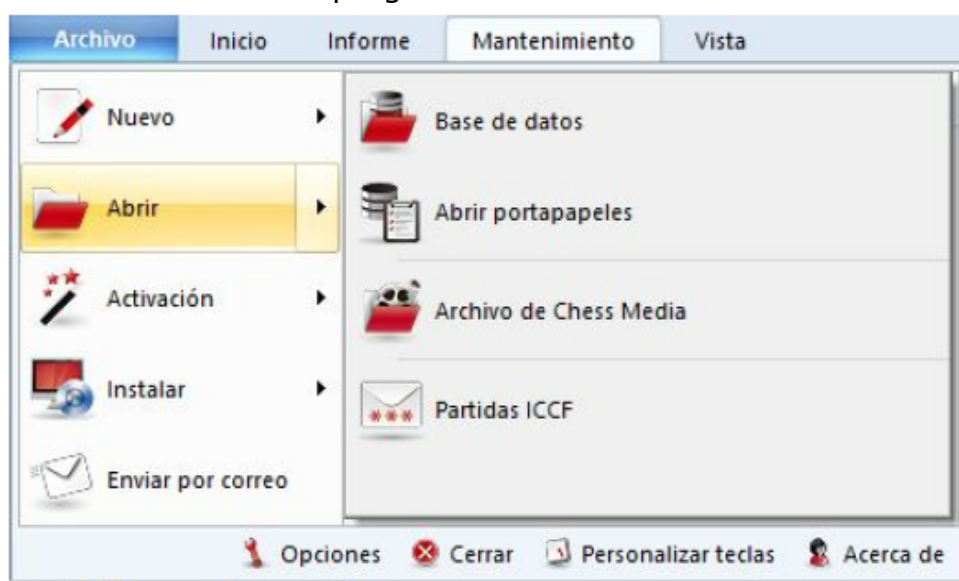 Archivo Inicio Informe Mantenimiento Vista
Nuevo
Abrir
Activación
Instalar
Enviar por correo
Base de datos
Abrir portapapeles
Archivo de Chess Media
Partidas ICCF
Opciones Cerrar Personalizar teclas Acerca de